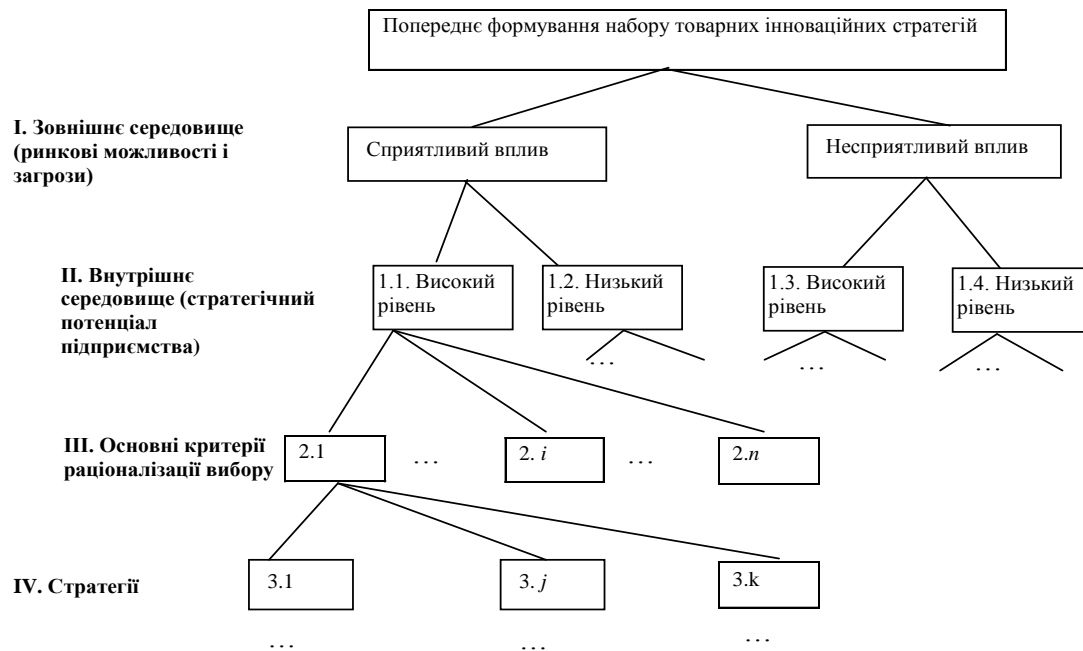 Попереднє формування набору товарних інноваційних стратегій
І. Зовнішнє середовище
(ринкові можливості і
загрози)
Сприятливий вплив
Несприятливий вплив
ІІ. Внутрішнє
середовище (стратегічний
потенціал
підприємства)
1.1. Високий
рівень
1.2. Низький
рівень
1.3. Високий
рівень
1.4. Низький
рівень
…
…
…
ІІІ. Основні критерії
раціоналізації вибору
2.1
…
2. i
…
2.n
IV. Стратегії
3.1
3. j
3.k
…
…
…